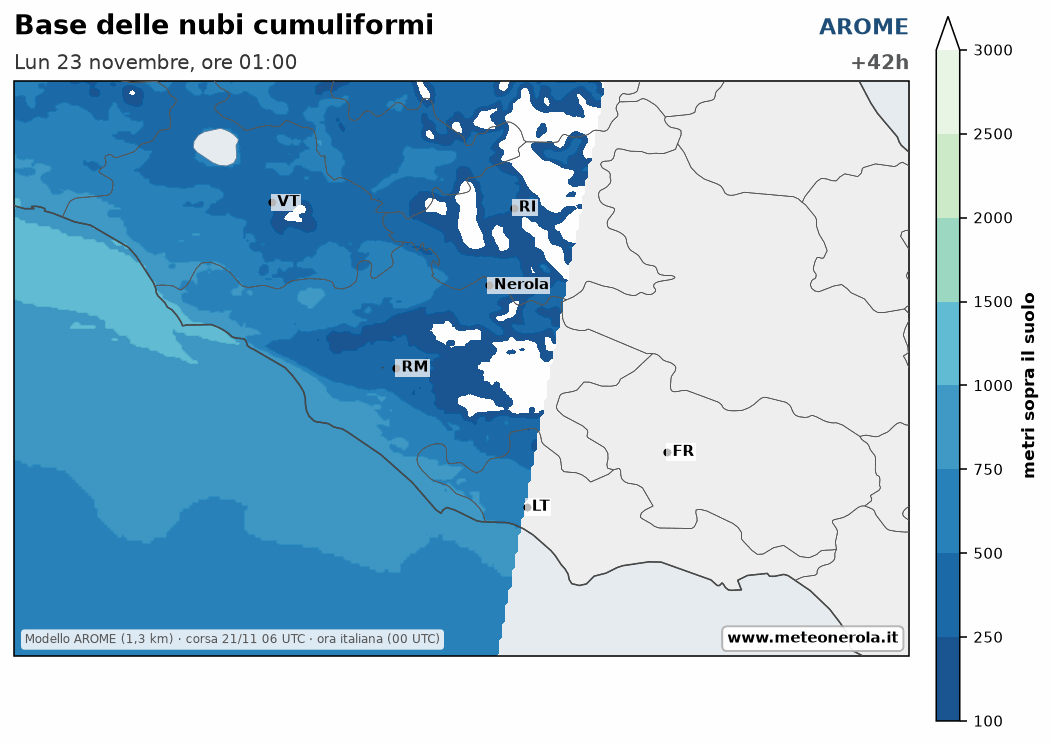 Base delle nubi cumuliformi
AROME
Lun 23 novembre, ore 01:00
+42h
VT
RI
Nerola
RM
FR
LT
3000
2500
2000
1500
1000
750
500
250
100
metri sopra il suolo
Modello AROME (1,3 km) · corsa 21/11 06 UTC · ora italiana (00 UTC)
www.meteonerola.it